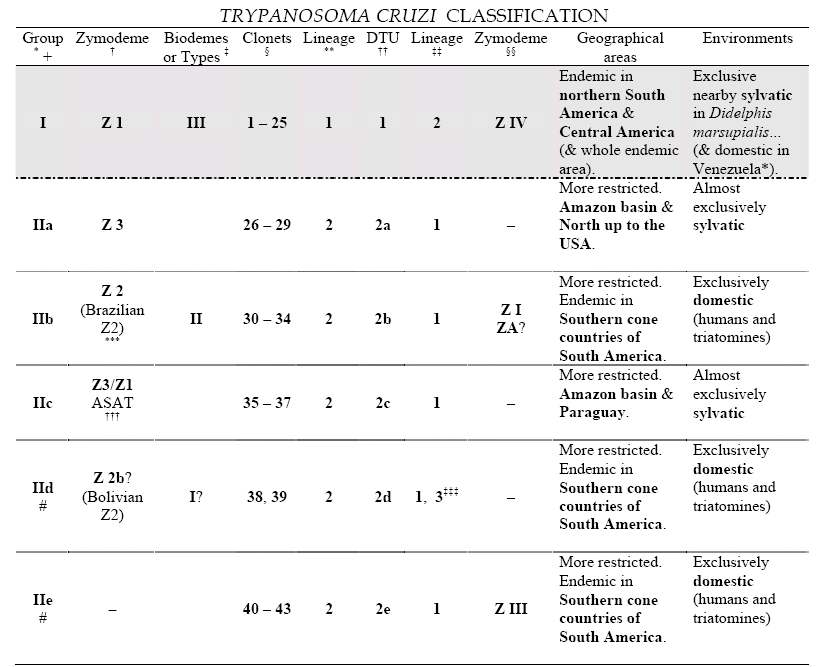 TRYPANOSOMA CRUZI CLASSIFICATION
Group Zymodeme Biodemes Clonets Lineage DTU Lineage Zymodeme Geographical Environments
* + † or Types ‡ § ** †† ‡‡ §§ areas
Endemic in Exclusive
northern South nearby sylvatic
America & in Didelphis
I Z 1 III 1 – 25 1 1 2 Z IV Central America marsupialis...
(& whole endemic (& domestic in
area). Venezuela*).
More restricted. Almost
IIa Z 3 26 – 29 2 2a 1 – Amazon basin & exclusively
North up to the sylvatic
USA.
Z 2 More restricted. Exclusively
(Brazilian Endemic in domestic
IIb Z2) II 30 – 34 2 2b 1 Z I Southern cone (humans and
*** ZA? countries of triatomines)
South America.
Z3/Z1 More restricted. Almost
IIc ASAT 35 – 37 2 2c 1 – Amazon basin & exclusively
††† Paraguay. sylvatic
More restricted. Exclusively
Z 2b? Endemic in domestic
IId (Bolivian I? 38, 39 2 2d 1, 3‡‡‡ – Southern cone (humans and
# Z2) countries of triatomines)
South America.
More restricted. Exclusively
Endemic in domestic
IIe – 40 – 43 2 2e 1 Z III Southern cone (humans and
# countries of triatomines)
South America.